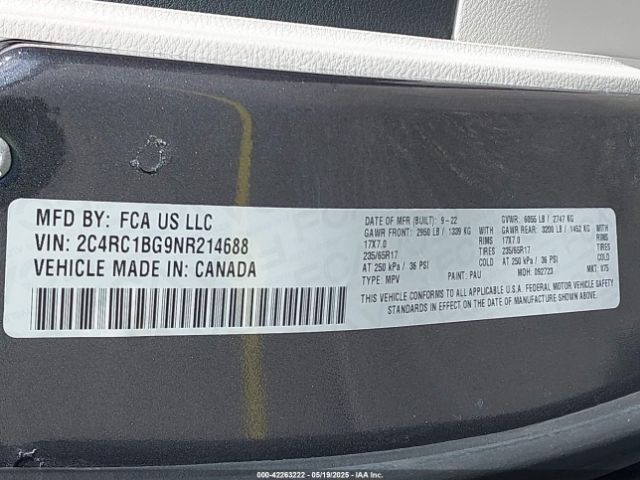 MFD BY: FCA US LLC
VIN: 2C4RC1BG9NR214688
VEHICLE MADE IN: CANADA
DATE OF MFR (BUILT): 9-22 GVWR: 6055 LB / 2747 KG
GAWR FRONT: 2950 LB / 1339 KG WITH GAWR REAR: 3200 LB / 1452 KG WITH
17X7.0 RIMS 17X7.0 RIMS
235/65R17 TIRES 235/65R17 TIRES
AT 250 kPa / 36 PSI COLD AT 250 kPa / 36 PSI COLD
TYPE: MPV PAINT: PAU MDH: 092723 MKT: V75
THIS VEHICLE CONFORMS TO ALL APPLICABLE U.S.A. FEDERAL MOTOR VEHICLE SAFETY
STANDARDS IN EFFECT ON THE DATE OF MANUFACTURE SHOWN ABOVE.
000-42263222 - 05/19/2025 - IAA Inc.